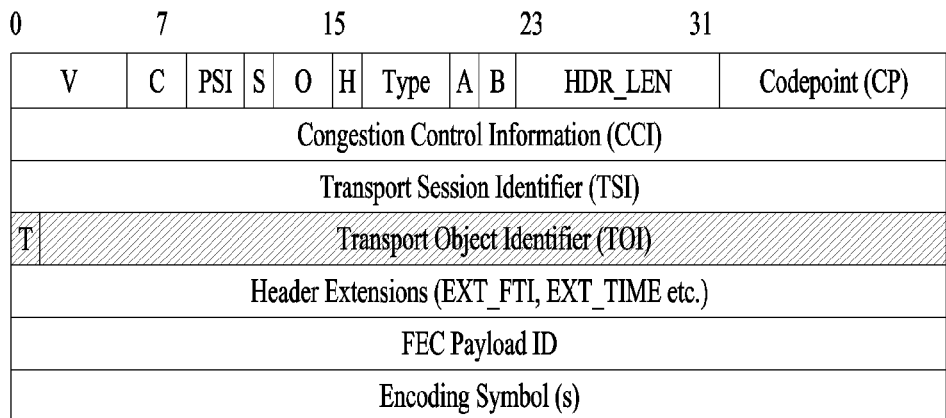 0 7 15 23 31
V C PSI S O H Type A B HDR_LEN Codepoint (CP)
Congestion Control Information (CCI)
Transport Session Identifier (TSI)
T Transport Object Identifier (TOI)
Header Extensions (EXT_FTI, EXT_TIME etc.)
FEC Payload ID
Encoding Symbol (s)